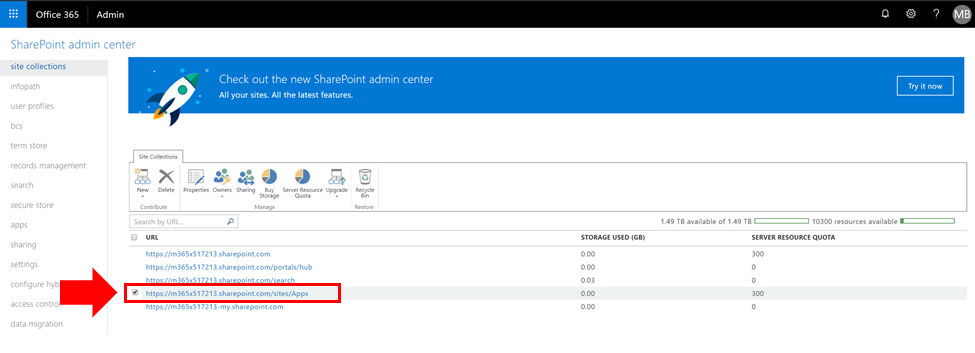 Office 365 Admin ? MB
SharePoint admin center
site collections
infopath
user profiles
bcs
term store
records management
search
secure store
apps
sharing
settings
configure hyb
access contro
data migration
Check out the new SharePoint admin center
All your sites. All the latest features.
Try it now
Site Collections
New Delete Properties Owners Sharing Buy Storage Server Resource Quota Upgrade Recycle Bin
Contribute Manage Restore
Search by URL... 1.49 TB available of 1.49 TB 10300 resources available
URL STORAGE USED (GB) SERVER RESOURCE QUOTA
https://m365x517213.sharepoint.com 0.00 300
https://m365x517213.sharepoint.com/portals/hub 0.00 0
https://m365x517213.sharepoint.com/search 0.03 0
https://m365x517213.sharepoint.com/sites/Apps 0.00 300
https://m365x517213-my.sharepoint.com 0.00 0